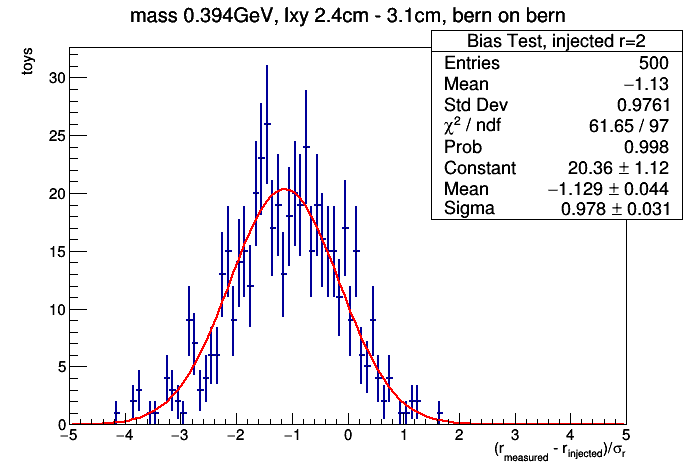 mass 0.394GeV, lxy 2.4cm - 3.1cm, bern on bern
toys
Bias Test, injected r=2
Entries 500
Mean −1.13
Std Dev 0.9761
χ² / ndf 61.65 / 97
Prob 0.998
Constant 20.36 ± 1.12
Mean −1.129 ± 0.044
Sigma 0.978 ± 0.031
30
25
20
15
10
5
0
−5 −4 −3 −2 −1 0 1 2 3 4 5
(r_measured - r_injected)/σ_r